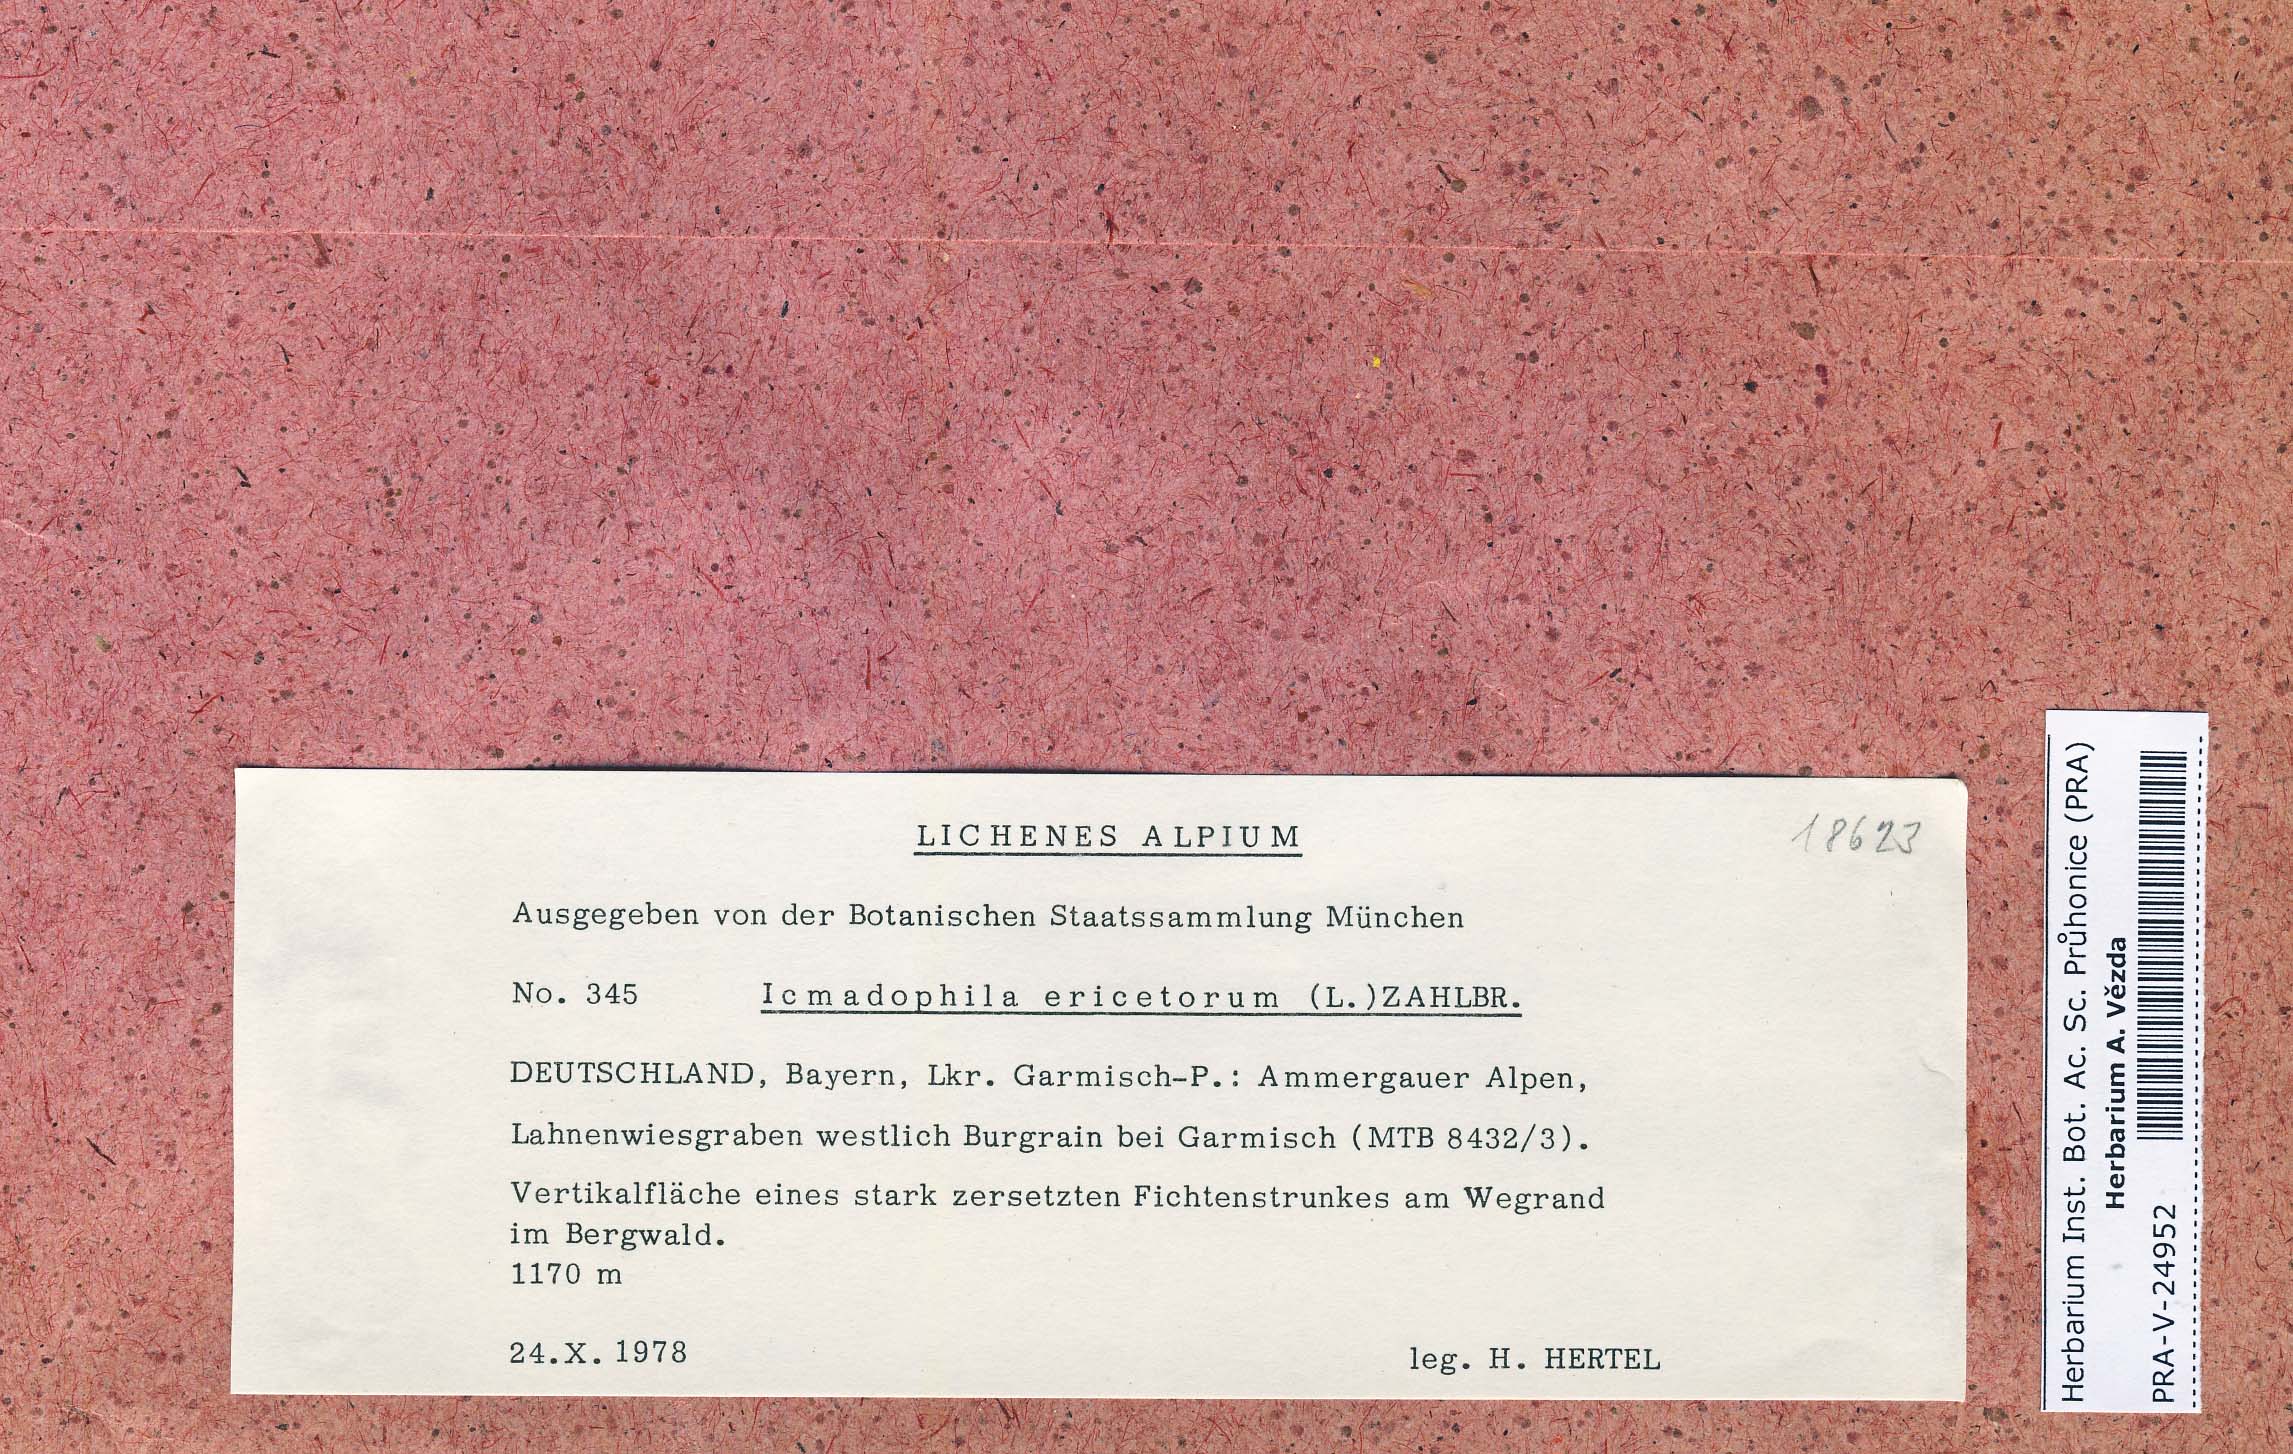 LICHENES ALPIUM
18623
Ausgegeben von der Botanischen Staatssammlung München
No. 345 Icmadophila ericetorum (L.)ZAHLBR.
DEUTSCHLAND, Bayern, Lkr. Garmisch-P.: Ammergauer Alpen,
Lahnenwiesgraben westlich Burgrain bei Garmisch (MTB 8432/3).
Vertikalfläche eines stark zersetzten Fichtenstrunkes am Wegrand
im Bergwald.
1170 m
24.X. 1978 leg. H. HERTEL
Herbarium Inst. Bot. Ac. Sc. Průhonice (PRA)
Herbarium A. Vězda
PRA-V-24952